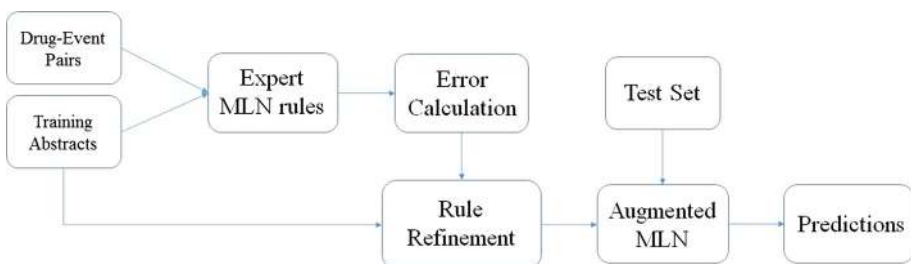 Drug-Event
Pairs
Training
Abstracts
Expert
MLN rules
Error
Calculation
Test Set
Rule
Refinement
Augmented
MLN
Predictions